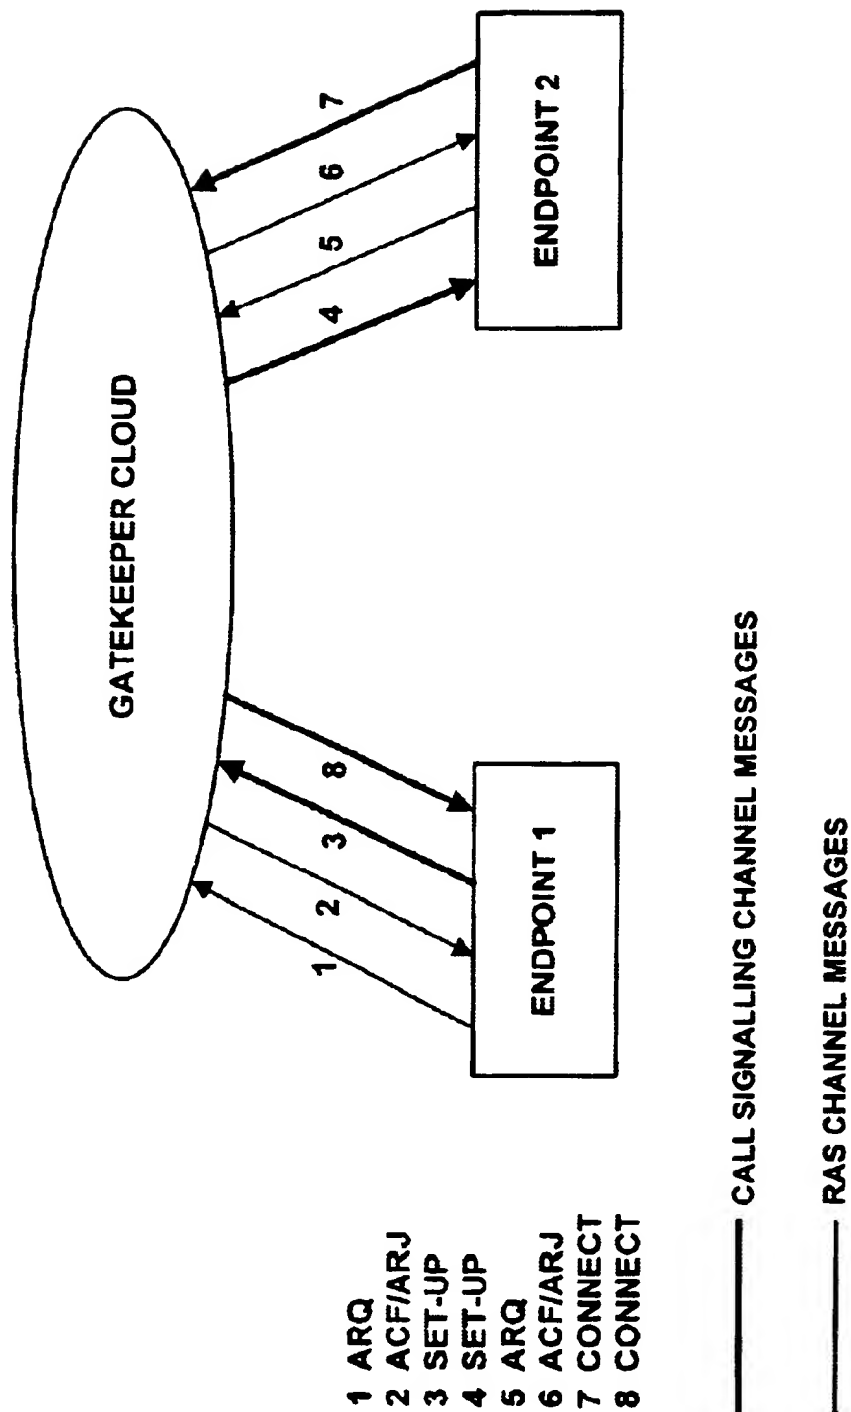 GATEKEEPER CLOUD
1
2
3
8
4
5
6
7
ENDPOINT 1
ENDPOINT 2
1 ARQ
2 ACF/ARJ
3 SET-UP
4 SET-UP
5 ARQ
6 ACF/ARJ
7 CONNECT
8 CONNECT
CALL SIGNALLING CHANNEL MESSAGES
RAS CHANNEL MESSAGES